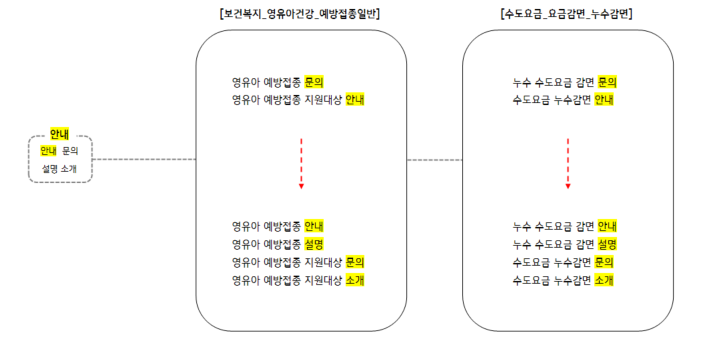 [보건복지_영유아건강_예방접종일반]
[수도요금_요금감면_누수감면]
안내
안내 문의
설명 소개
영유아 예방접종 문의
영유아 예방접종 지원대상 안내
영유아 예방접종 안내
영유아 예방접종 설명
영유아 예방접종 지원대상 문의
영유아 예방접종 지원대상 소개
누수 수도요금 감면 문의
수도요금 누수감면 안내
누수 수도요금 감면 안내
누수 수도요금 감면 설명
수도요금 누수감면 문의
수도요금 누수감면 소개